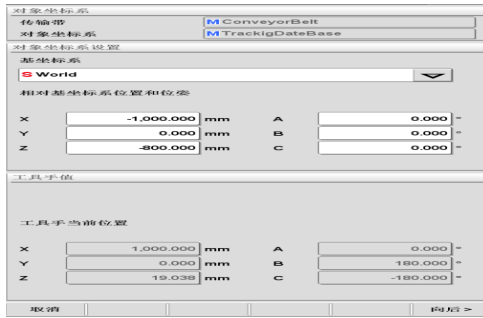 对象坐标系
传输带 M ConveyorBelt
对象坐标系 M TrackigDateBase
对象坐标系设置
基坐标系
S World
相对基坐标系位置和位姿
X -1,000.000 mm A 0.000 °
Y 0.000 mm B 0.000 °
Z -800.000 mm C 0.000 °
工具手值
工具手当前位置
X 1,000.000 mm A 0.000 °
Y 0.000 mm B 180.000 °
Z 19.038 mm C -180.000 °
取消 向后 >